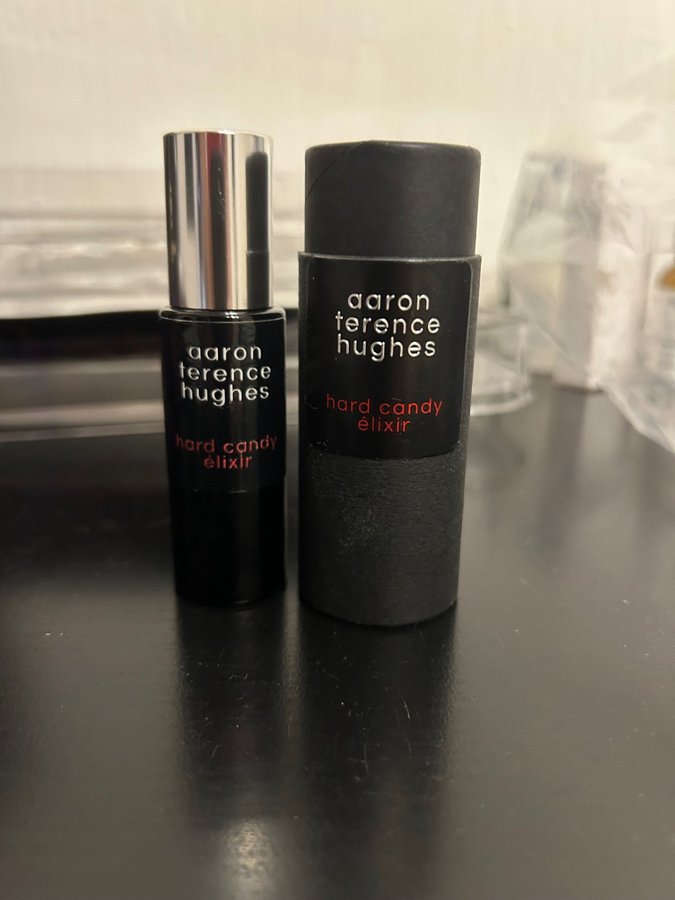 aaron
terence
hughes
hard candy
élixir
aaron
terence
hughes
hard candy
élixir